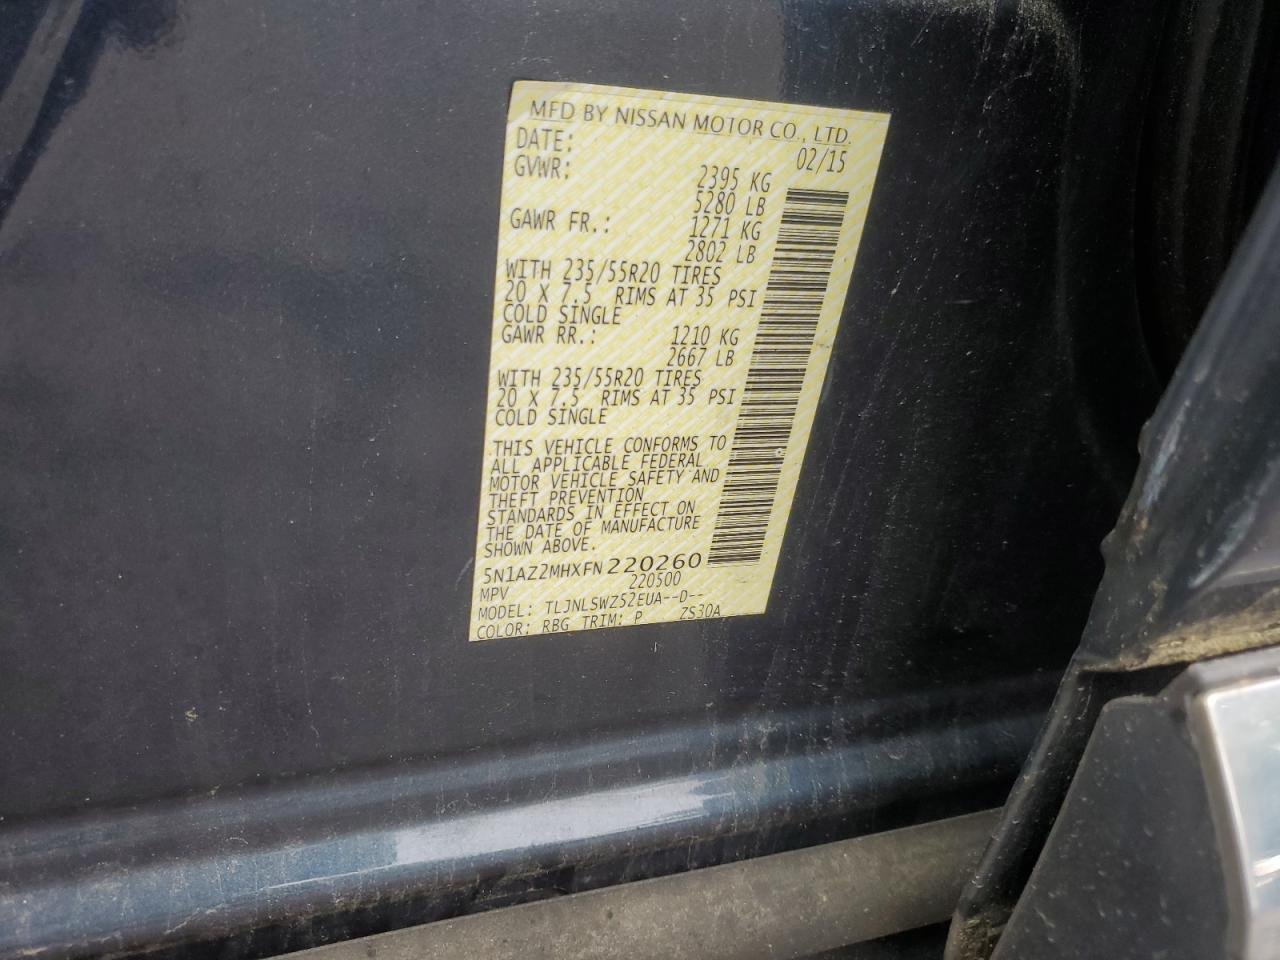 MFD BY NISSAN MOTOR CO., LTD.
DATE: 02/15
GVWR: 2395 KG
5280 LB
GAWR FR.: 1271 KG
2802 LB
WITH 235/55R20 TIRES
20 X 7.5 RIMS AT 35 PSI
COLD SINGLE
GAWR RR.: 1210 KG
2667 LB
WITH 235/55R20 TIRES
20 X 7.5 RIMS AT 35 PSI
COLD SINGLE
THIS VEHICLE CONFORMS TO
ALL APPLICABLE FEDERAL
MOTOR VEHICLE SAFETY AND
THEFT PREVENTION
STANDARDS IN EFFECT ON
THE DATE OF MANUFACTURE
SHOWN ABOVE.
5N1AZ2MHXFN220260
MPV 220500
MODEL: TLJNLSWZ52EUA--D--
COLOR: RBG TRIM: P ZS30A